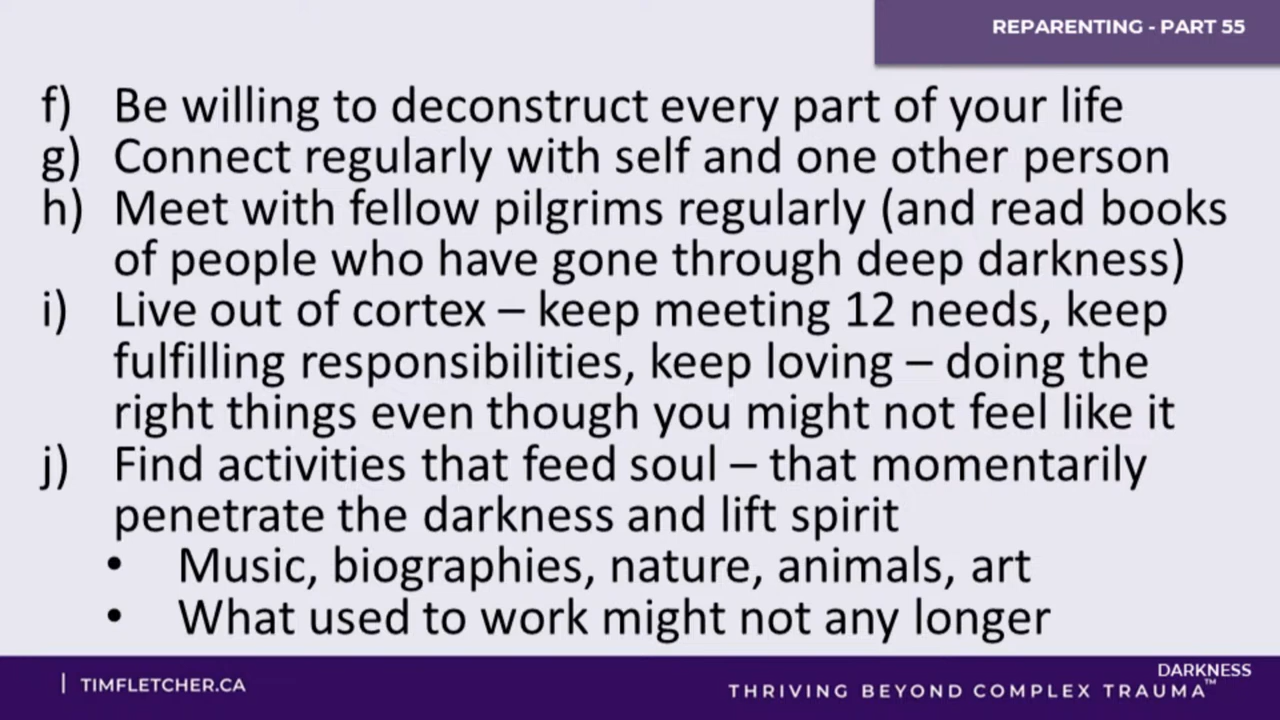 REPARENTING - PART 55
f) Be willing to deconstruct every part of your life
g) Connect regularly with self and one other person
h) Meet with fellow pilgrims regularly (and read books
of people who have gone through deep darkness)
i) Live out of cortex – keep meeting 12 needs, keep
fulfilling responsibilities, keep loving – doing the
right things even though you might not feel like it
j) Find activities that feed soul – that momentarily
penetrate the darkness and lift spirit
• Music, biographies, nature, animals, art
• What used to work might not any longer
| TIMFLETCHER.CA
DARKNESS
THRIVING BEYOND COMPLEX TRAUMA™